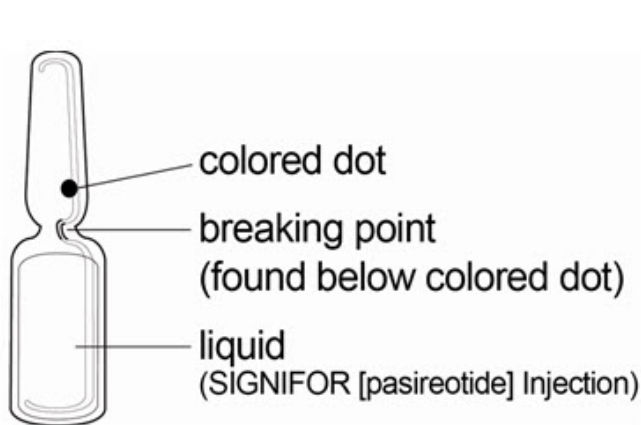 colored dot
breaking point
(found below colored dot)
liquid
(SIGNIFOR [pasireotide] Injection)